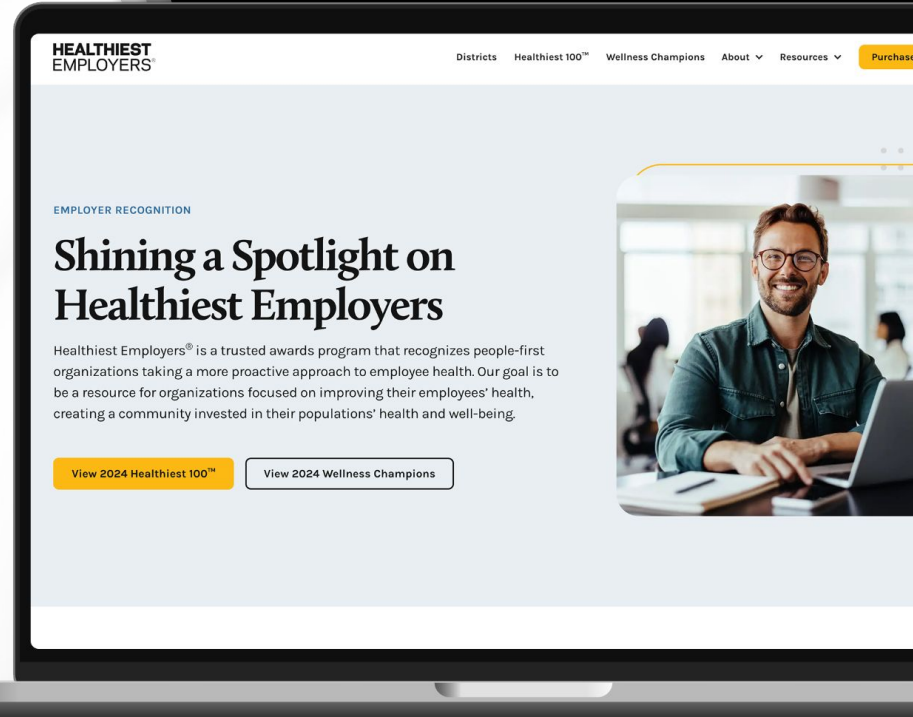 HEALTHIEST
EMPLOYERS®
Districts Healthiest 100™ Wellness Champions About Resources Purchase
EMPLOYER RECOGNITION
Shining a Spotlight on
Healthiest Employers
Healthiest Employers® is a trusted awards program that recognizes people-first
organizations taking a more proactive approach to employee health. Our goal is to
be a resource for organizations focused on improving their employees’ health,
creating a community invested in their populations’ health and well-being.
View 2024 Healthiest 100™ View 2024 Wellness Champions